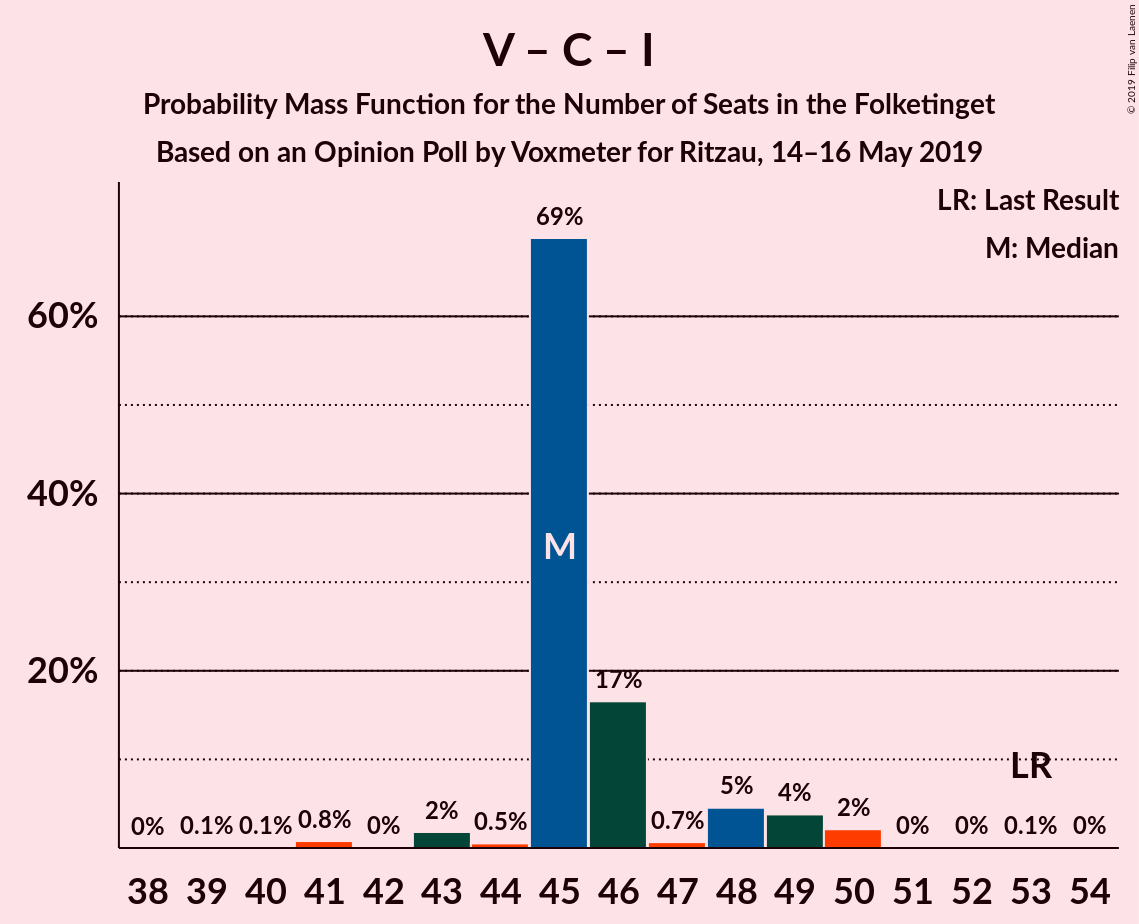 V – C – I
Probability Mass Function for the Number of Seats in the Folketinget
Based on an Opinion Poll by Voxmeter for Ritzau, 14–16 May 2019
© 2019 Filip van Laenen
LR: Last Result
M: Median
60%
40%
20%
0% 0.1% 0.1% 0.8% 0% 2% 0.5% 69% 17% 0.7% 5% 4% 2% 0% 0% 0.1% 0%
M
LR
38 39 40 41 42 43 44 45 46 47 48 49 50 51 52 53 54